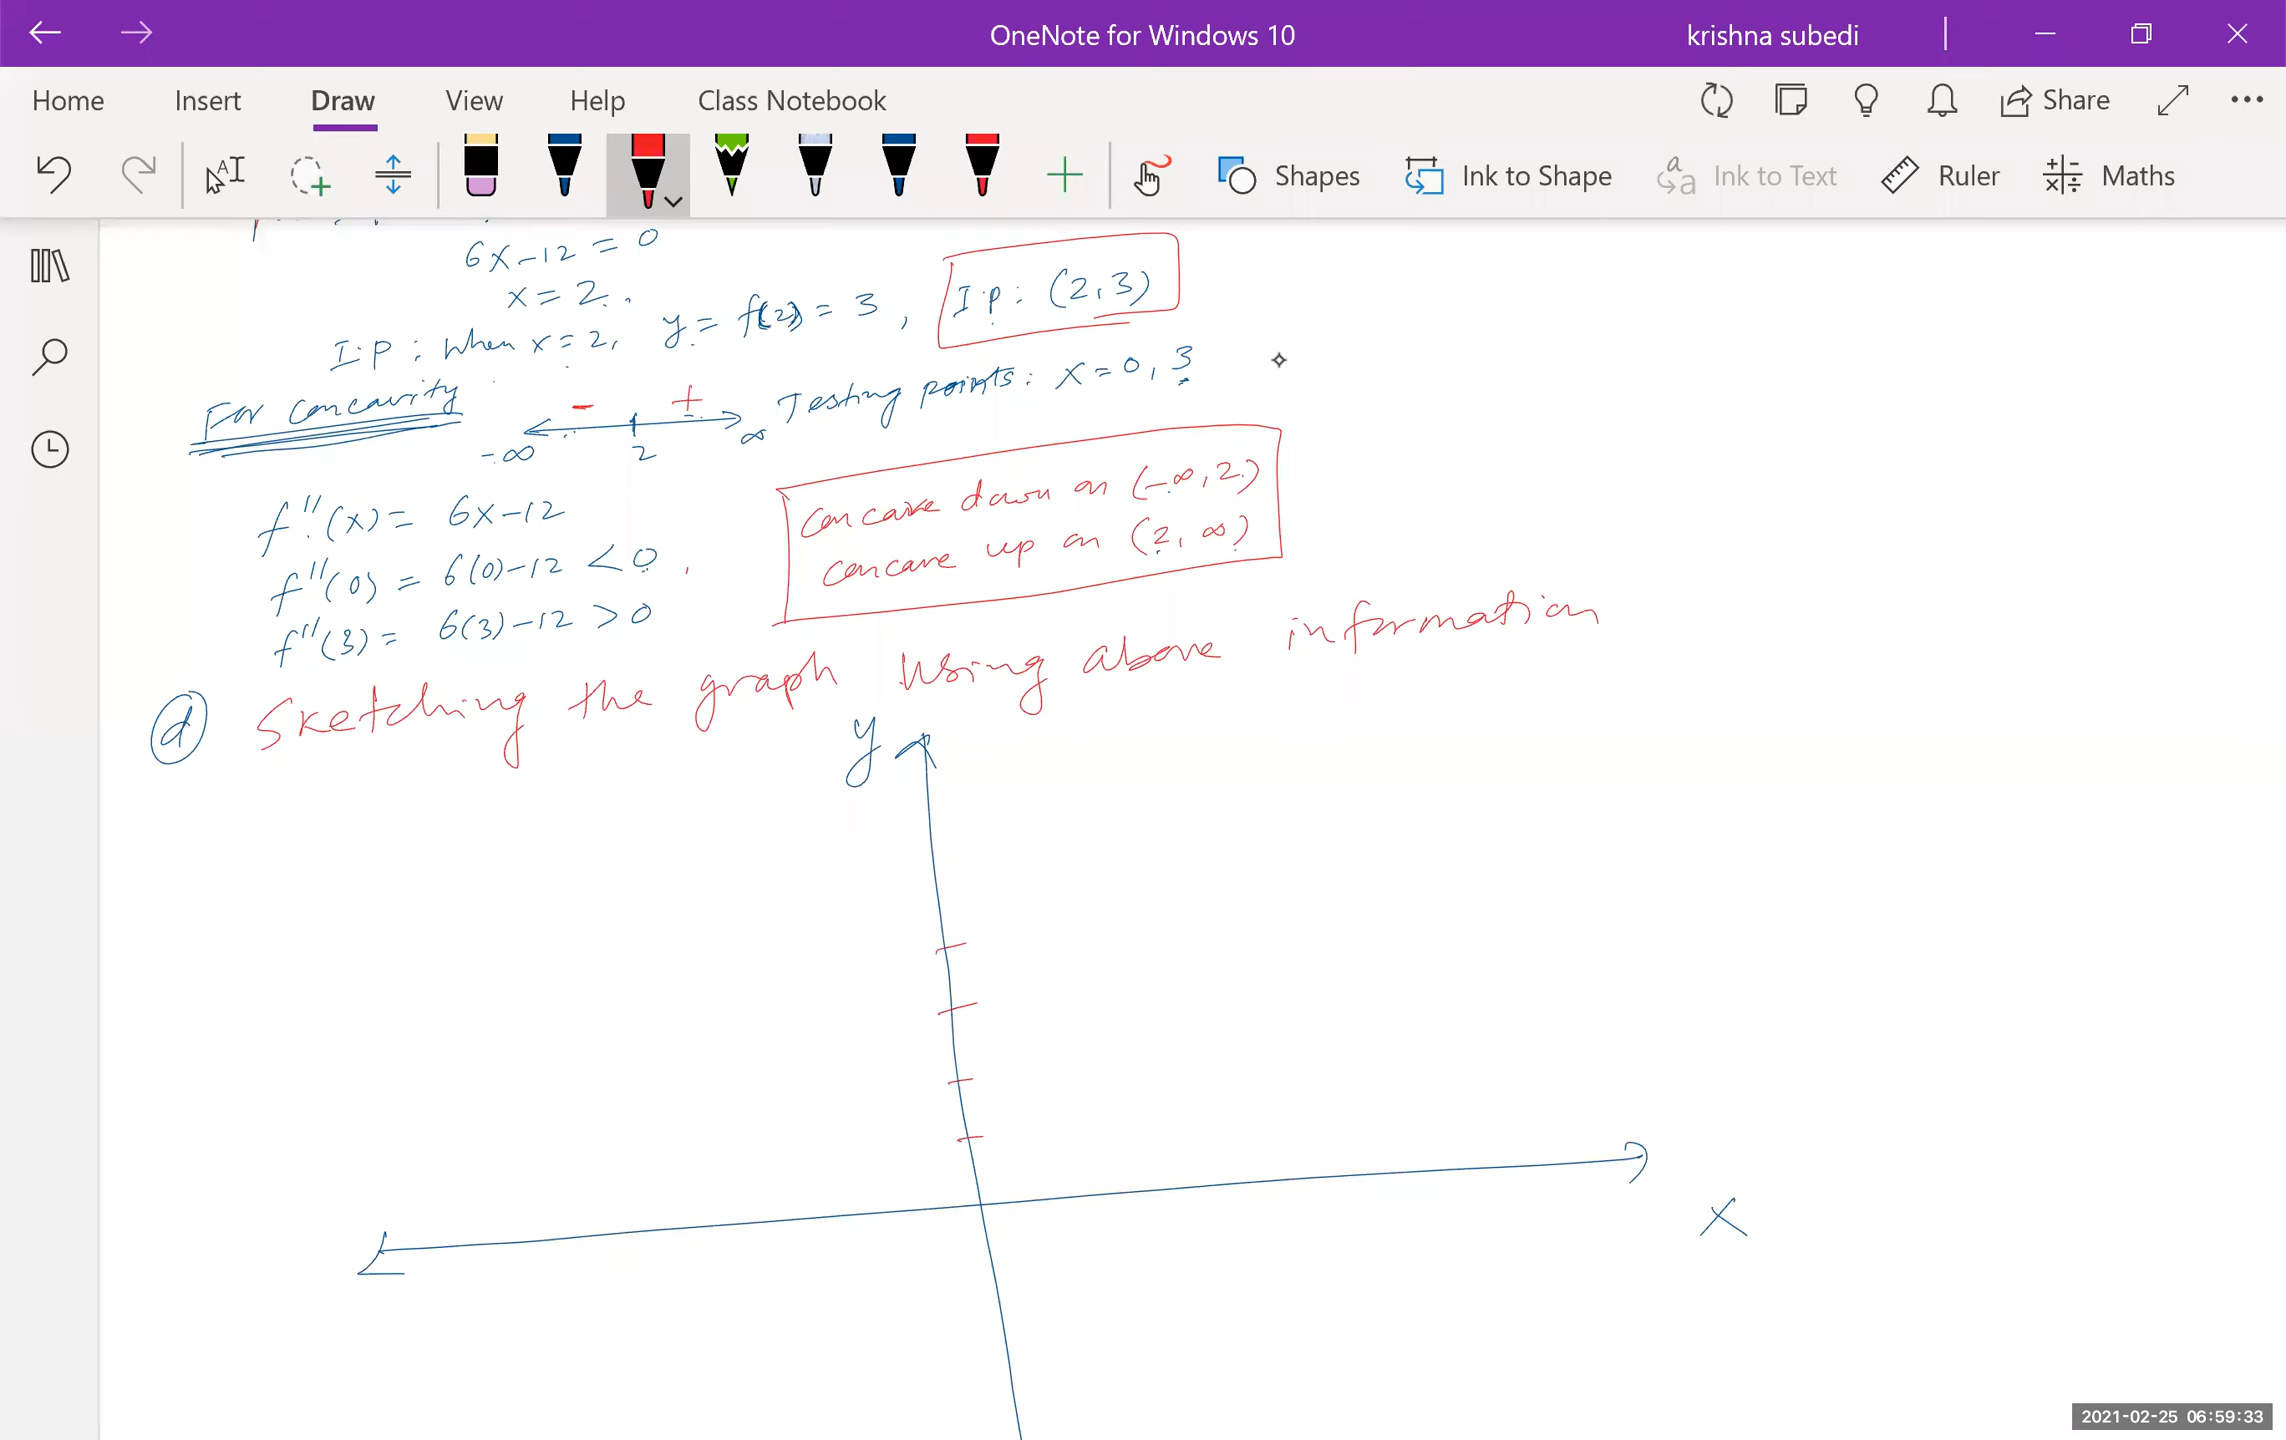 OneNote for Windows 10
krishna subedi
Home Insert Draw View Help Class Notebook
Share
Shapes Ink to Shape Ink to Text Ruler Maths
6x-12 = 0
x = 2.
I.P : When x = 2, y = f(2) = 3 , I.P : (2,3)
For Concavity
- +
-∞ 2 ∞
Testing points: x = 0, 3
f''(x) = 6x-12
f''(0) = 6(0)-12 < 0
f''(3) = 6(3)-12 > 0
Concave down on (-∞, 2)
concave up on (2, ∞)
d Sketching the graph Using above information
y
x
2021-02-25 06:59:33